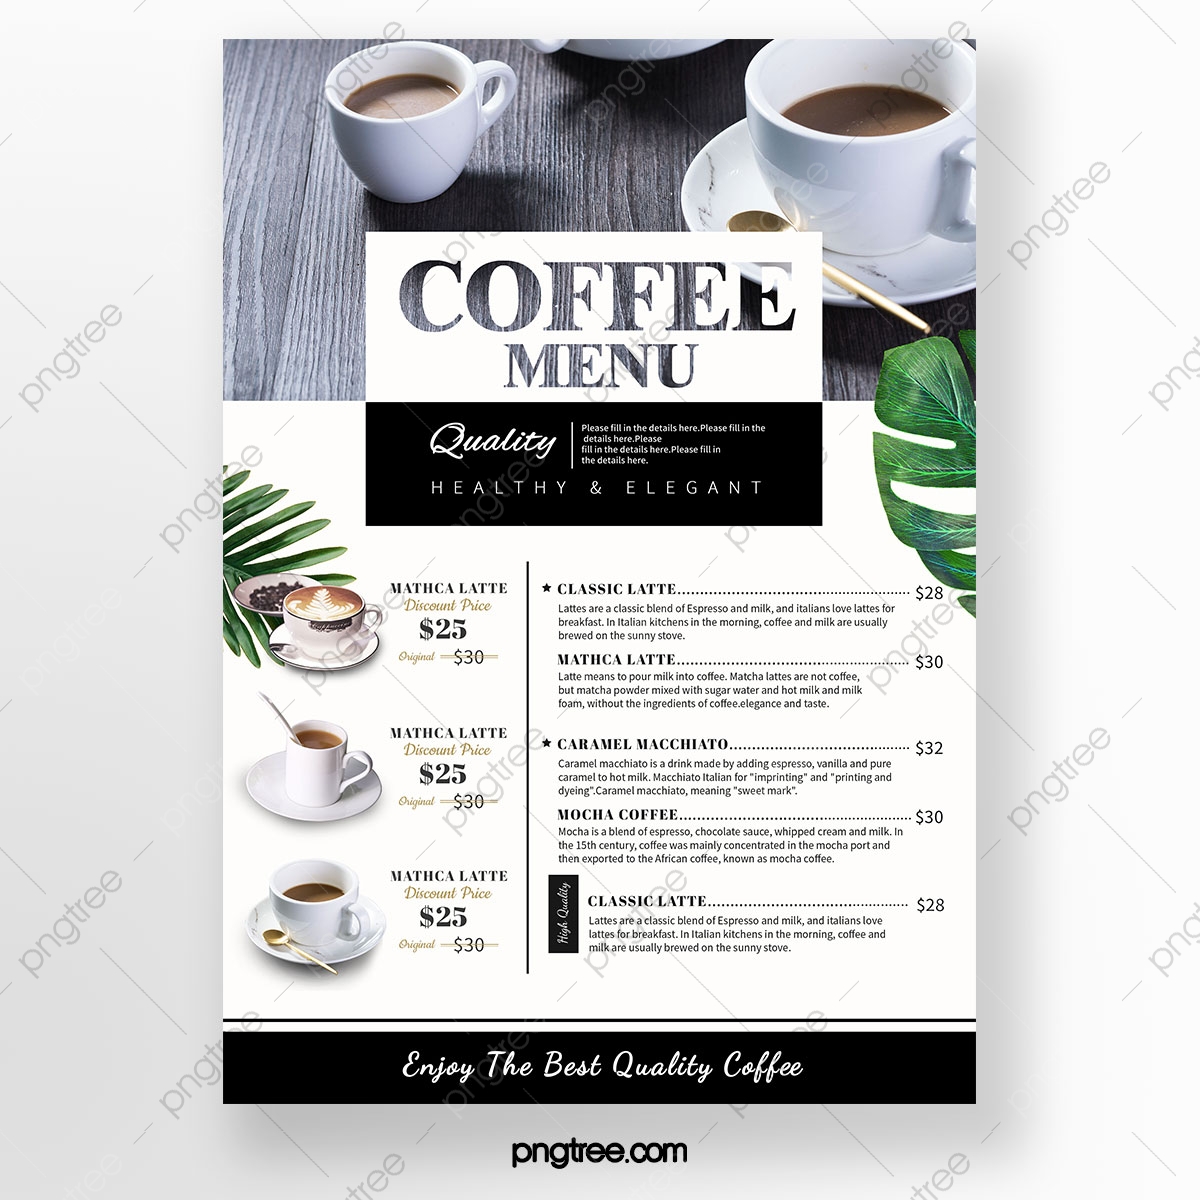 COFFEE
MENU
Quality
Please fill in the details here.Please fill in the
details here.Please
fill in the details here.Please fill in
the details here.
HEALTHY & ELEGANT
MATHCA LATTE
Discount Price
$25
Original $30
MATHCA LATTE
Discount Price
$25
Original $30
MATHCA LATTE
Discount Price
$25
Original $30
★ CLASSIC LATTE........ $28
Lattes are a classic blend of Espresso and milk, and italians love lattes for
breakfast. In Italian kitchens in the morning, coffee and milk are usually
brewed on the sunny stove.
MATHCA LATTE........ $30
Latte means to pour milk into coffee. Matcha lattes are not coffee,
but matcha powder mixed with sugar water and hot milk and milk
foam, without the ingredients of coffee.elegance and taste.
★ CARAMEL MACCHIATO........ $32
Caramel macchiato is a drink made by adding espresso, vanilla and pure
caramel to hot milk. Macchiato Italian for "imprinting" and "printing and
dyeing".Caramel macchiato, meaning "sweet mark".
MOCHA COFFEE........ $30
Mocha is a blend of espresso, chocolate sauce, whipped cream and milk. In
the 15th century, coffee was mainly concentrated in the mocha port and
then exported to the African coffee, known as mocha coffee.
High Quality
CLASSIC LATTE........ $28
Lattes are a classic blend of Espresso and milk, and italians love
lattes for breakfast. In Italian kitchens in the morning, coffee and
milk are usually brewed on the sunny stove.
Enjoy The Best Quality Coffee
pngtree.com